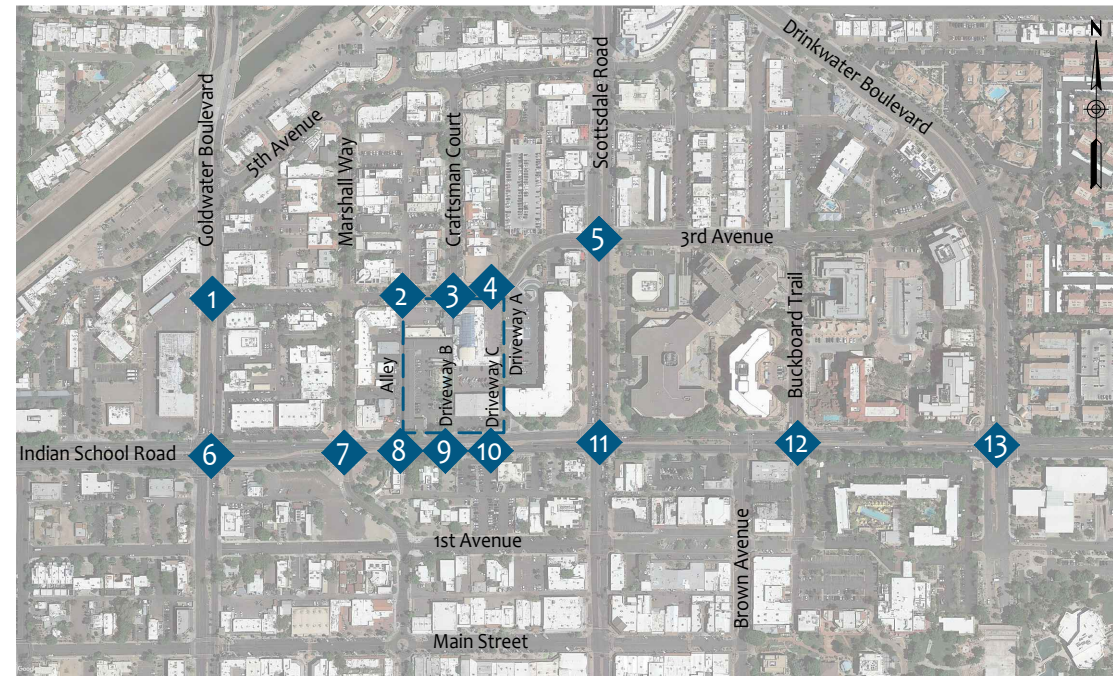 N
Drinkwater Boulevard
Scottsdale Road
Goldwater Boulevard
5th Avenue
Marshall Way
Craftsman Court
5
3rd Avenue
1
2
3
4
Buckboard Trail
Driveway A
Alley
Driveway B
Driveway C
Indian School Road
6
7
8
9
10
11
12
13
1st Avenue
Brown Avenue
Main Street
Google